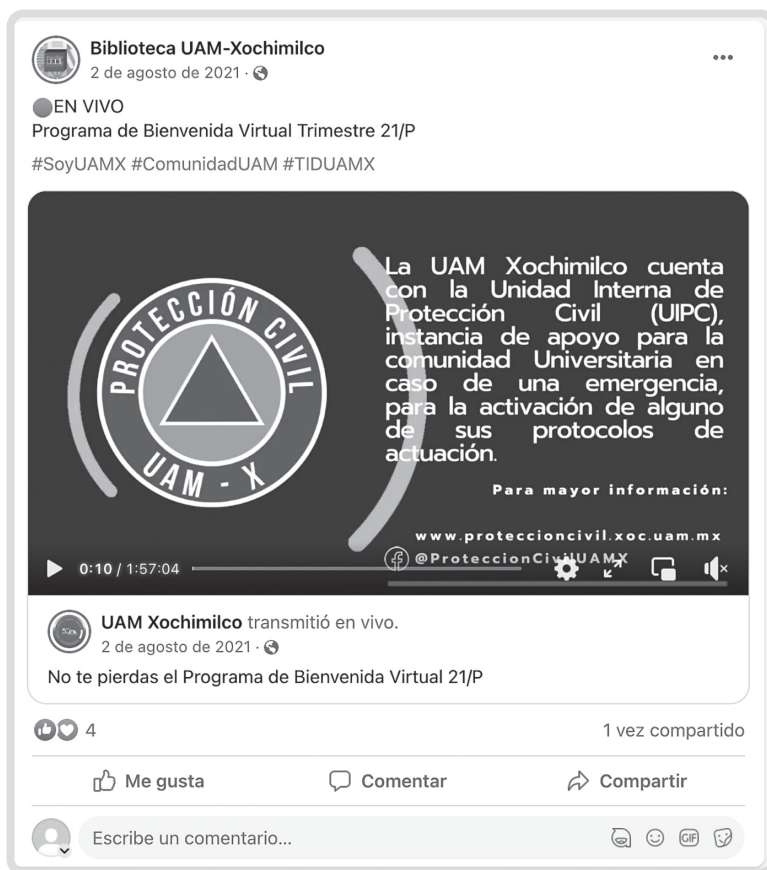 Biblioteca UAM-Xochimilco
2 de agosto de 2021 ·
EN VIVO
Programa de Bienvenida Virtual Trimestre 21/P
#SoyUAMX #ComunidadUAM #TIDUAMX
PROTECCIÓN CIVIL
UAM - X
La UAM Xochimilco cuenta
con la Unidad Interna de
Protección Civil (UIPC),
instancia de apoyo para la
comunidad Universitaria en
caso de una emergencia,
para la activación de alguno
de sus protocolos de
actuación.
Para mayor información:
www.proteccioncivil.xoc.uam.mx
@ProteccionCivilUAMX
0:10 / 1:57:04
UAM Xochimilco transmitió en vivo.
2 de agosto de 2021 ·
No te pierdas el Programa de Bienvenida Virtual 21/P
4
1 vez compartido
Me gusta
Comentar
Compartir
Escribe un comentario...
GIF